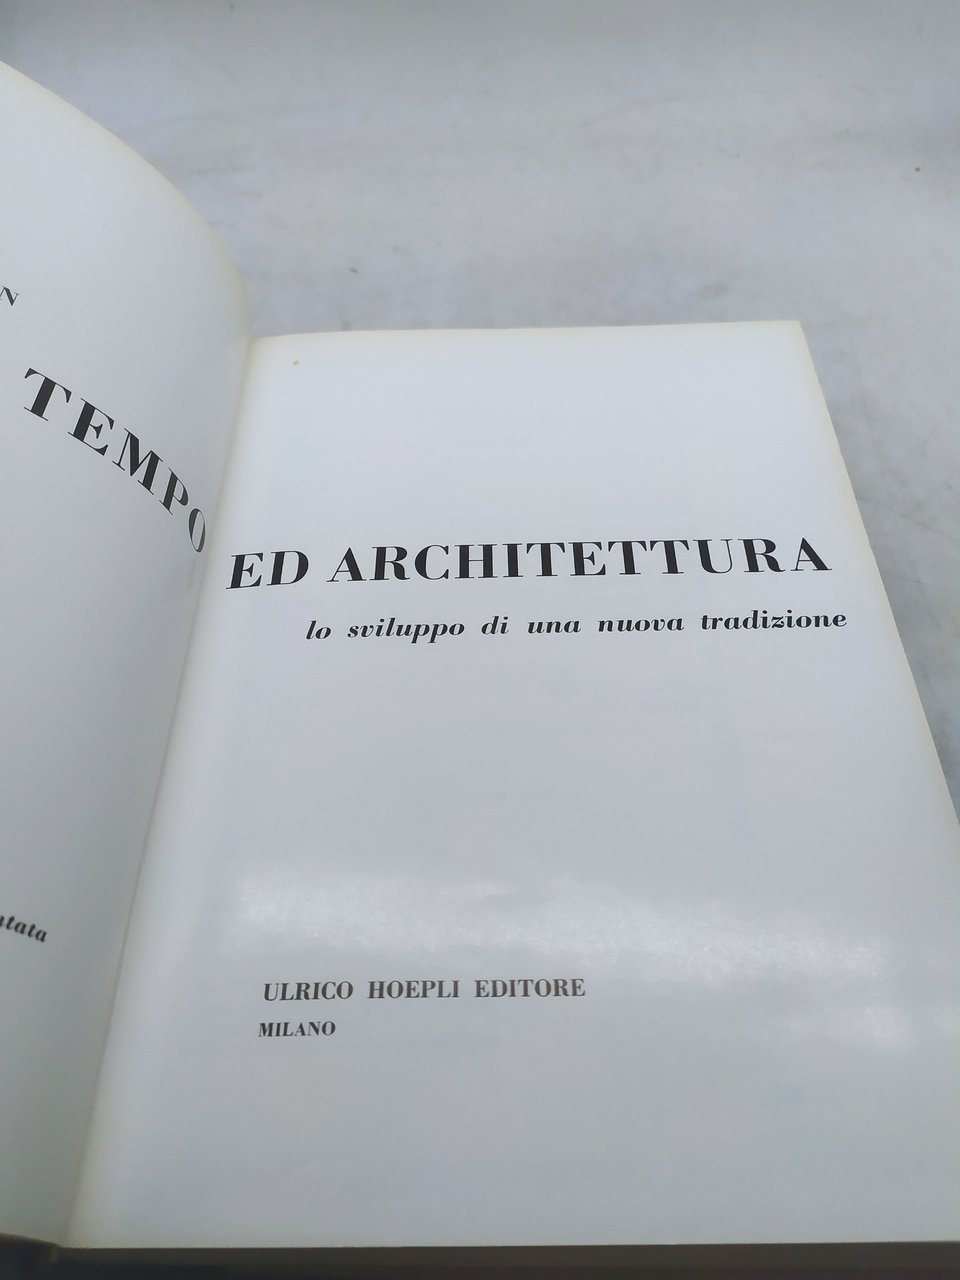 N
TEMPO ED ARCHITETTURA
lo sviluppo di una nuova tradizione
ULRICO HOEPLI EDITORE
MILANO